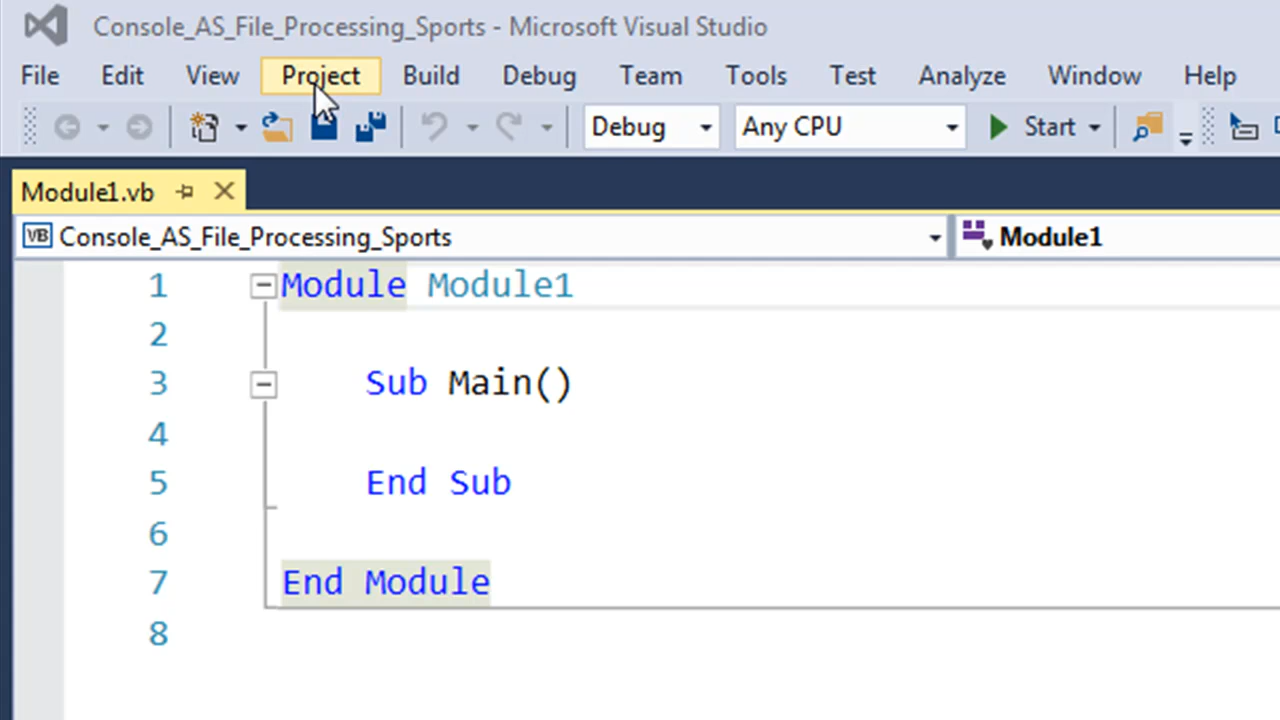 Console_AS_File_Processing_Sports - Microsoft Visual Studio
File Edit View Project Build Debug Team Tools Test Analyze Window Help
Debug Any CPU Start
Module1.vb
VB Console_AS_File_Processing_Sports Module1
1 Module Module1
2
3 Sub Main()
4
5 End Sub
6
7 End Module
8